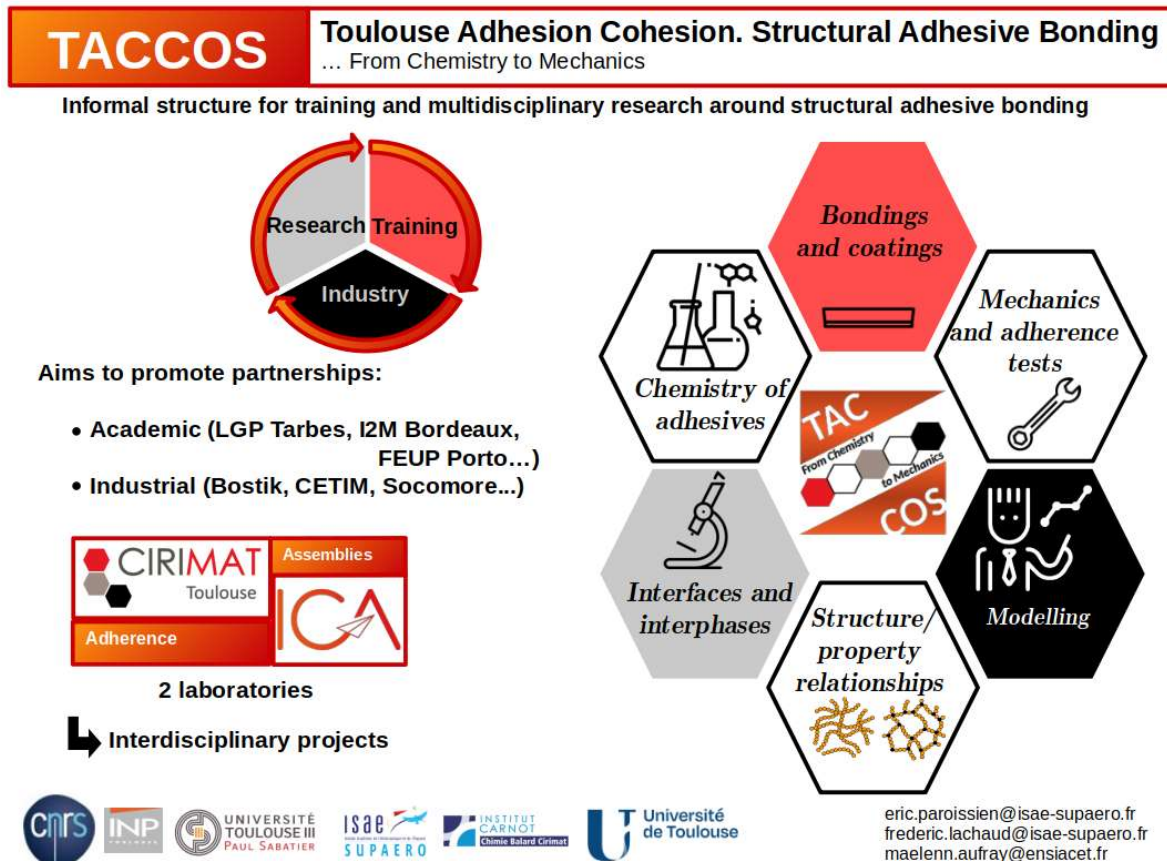 TACCOS
Toulouse Adhesion Cohesion. Structural Adhesive Bonding
... From Chemistry to Mechanics
Informal structure for training and multidisciplinary research around structural adhesive bonding
Research
Training
Industry
Aims to promote partnerships:
• Academic (LGP Tarbes, I2M Bordeaux,
FEUP Porto…)
• Industrial (Bostik, CETIM, Socomore...)
CIRIMAT
Toulouse
Assemblies
Adherence
ICA
2 laboratories
Interdisciplinary projects
Bondings
and coatings
Chemistry of
adhesives
Mechanics
and adherence
tests
TAC
From Chemistry
to Mechanics
COS
Interfaces and
interphases
Modelling
Structure/
property
relationships
cnrs
INP
TOULOUSE
UNIVERSITÉ
TOULOUSE III
PAUL SABATIER
isae
SUPAERO
INSTITUT
CARNOT
Chimie Balard Cirimat
Université
de Toulouse
eric.paroissien@isae-supaero.fr
frederic.lachaud@isae-supaero.fr
maelenn.aufray@ensiacet.fr